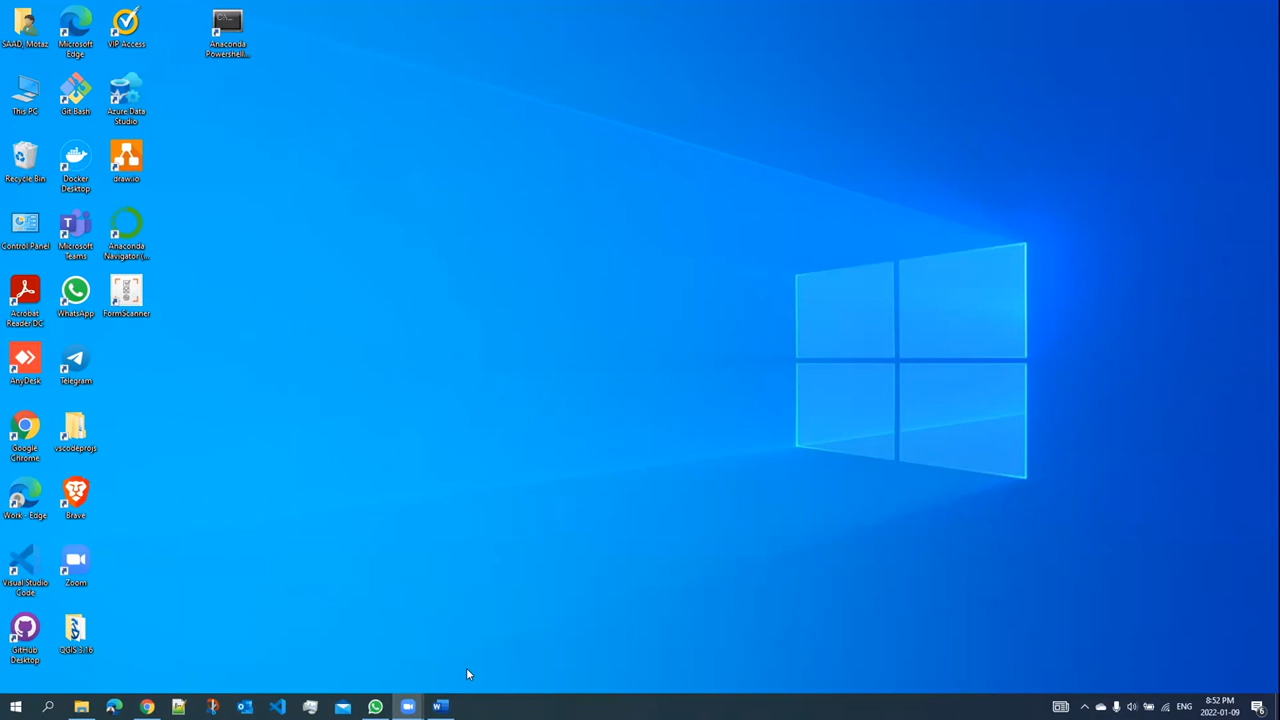 SAAD, Motaz
Microsoft
Edge
VIP Access
Anaconda
Powershell...
This PC
Git Bash
Azure Data
Studio
Recycle Bin
Docker
Desktop
draw.io
Control Panel
Microsoft
Teams
Anaconda
Navigator (...
Acrobat
Reader DC
WhatsApp
FormScanner
AnyDesk
Telegram
Google
Chrome
vscodeprojs
Work - Edge
Brave
Visual Studio
Code
Zoom
GitHub
Desktop
QGIS 3.16
ENG
8:52 PM
2022-01-09
6